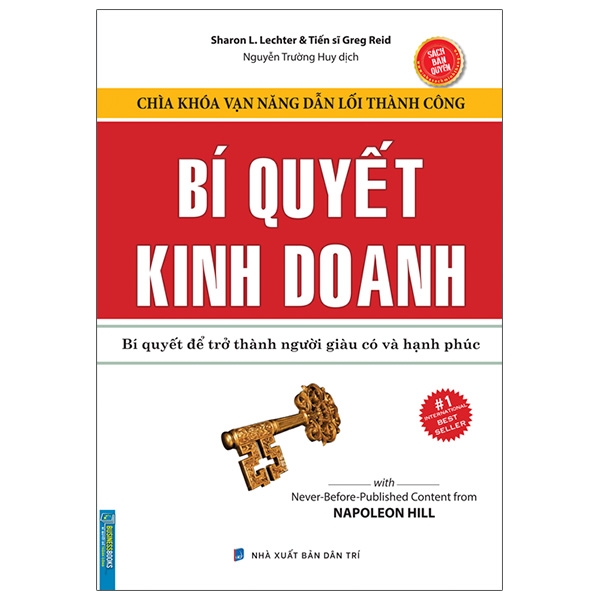 Sharon L. Lechter & Tiến sĩ Greg Reid
Nguyễn Trường Huy dịch
SÁCH BẢN QUYỀN
CHÌA KHÓA VẠN NĂNG DẪN LỐI THÀNH CÔNG
BÍ QUYẾT
KINH DOANH
Bí quyết để trở thành người giàu có và hạnh phúc
#1
INTERNATIONAL
BEST
SELLER
with
Never-Before-Published Content from
NAPOLEON HILL
BUSINESSBOOKS
NHÀ XUẤT BẢN DÂN TRÍ